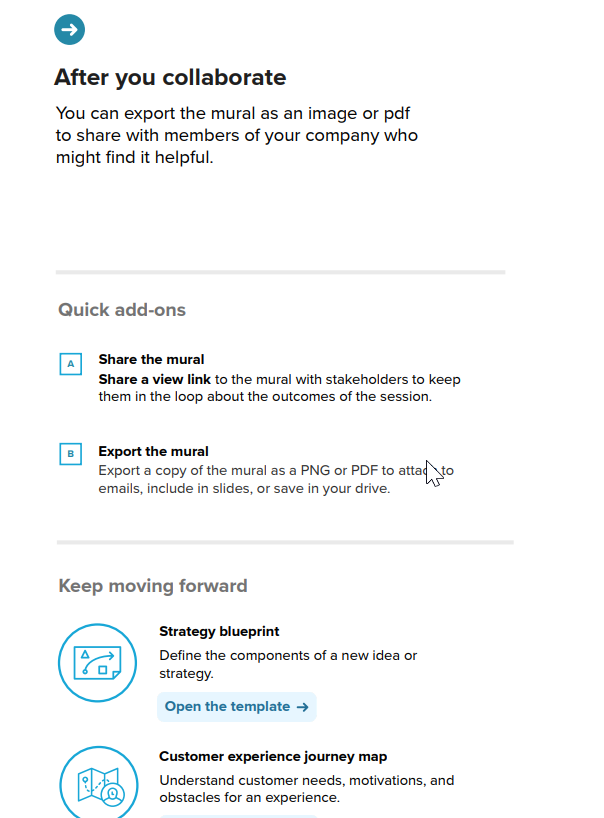 After you collaborate
You can export the mural as an image or pdf
to share with members of your company who
might find it helpful.
Quick add-ons
A
Share the mural
Share a view link to the mural with stakeholders to keep
them in the loop about the outcomes of the session.
B
Export the mural
Export a copy of the mural as a PNG or PDF to attach to
emails, include in slides, or save in your drive.
Keep moving forward
Strategy blueprint
Define the components of a new idea or
strategy.
Open the template →
Customer experience journey map
Understand customer needs, motivations, and
obstacles for an experience.